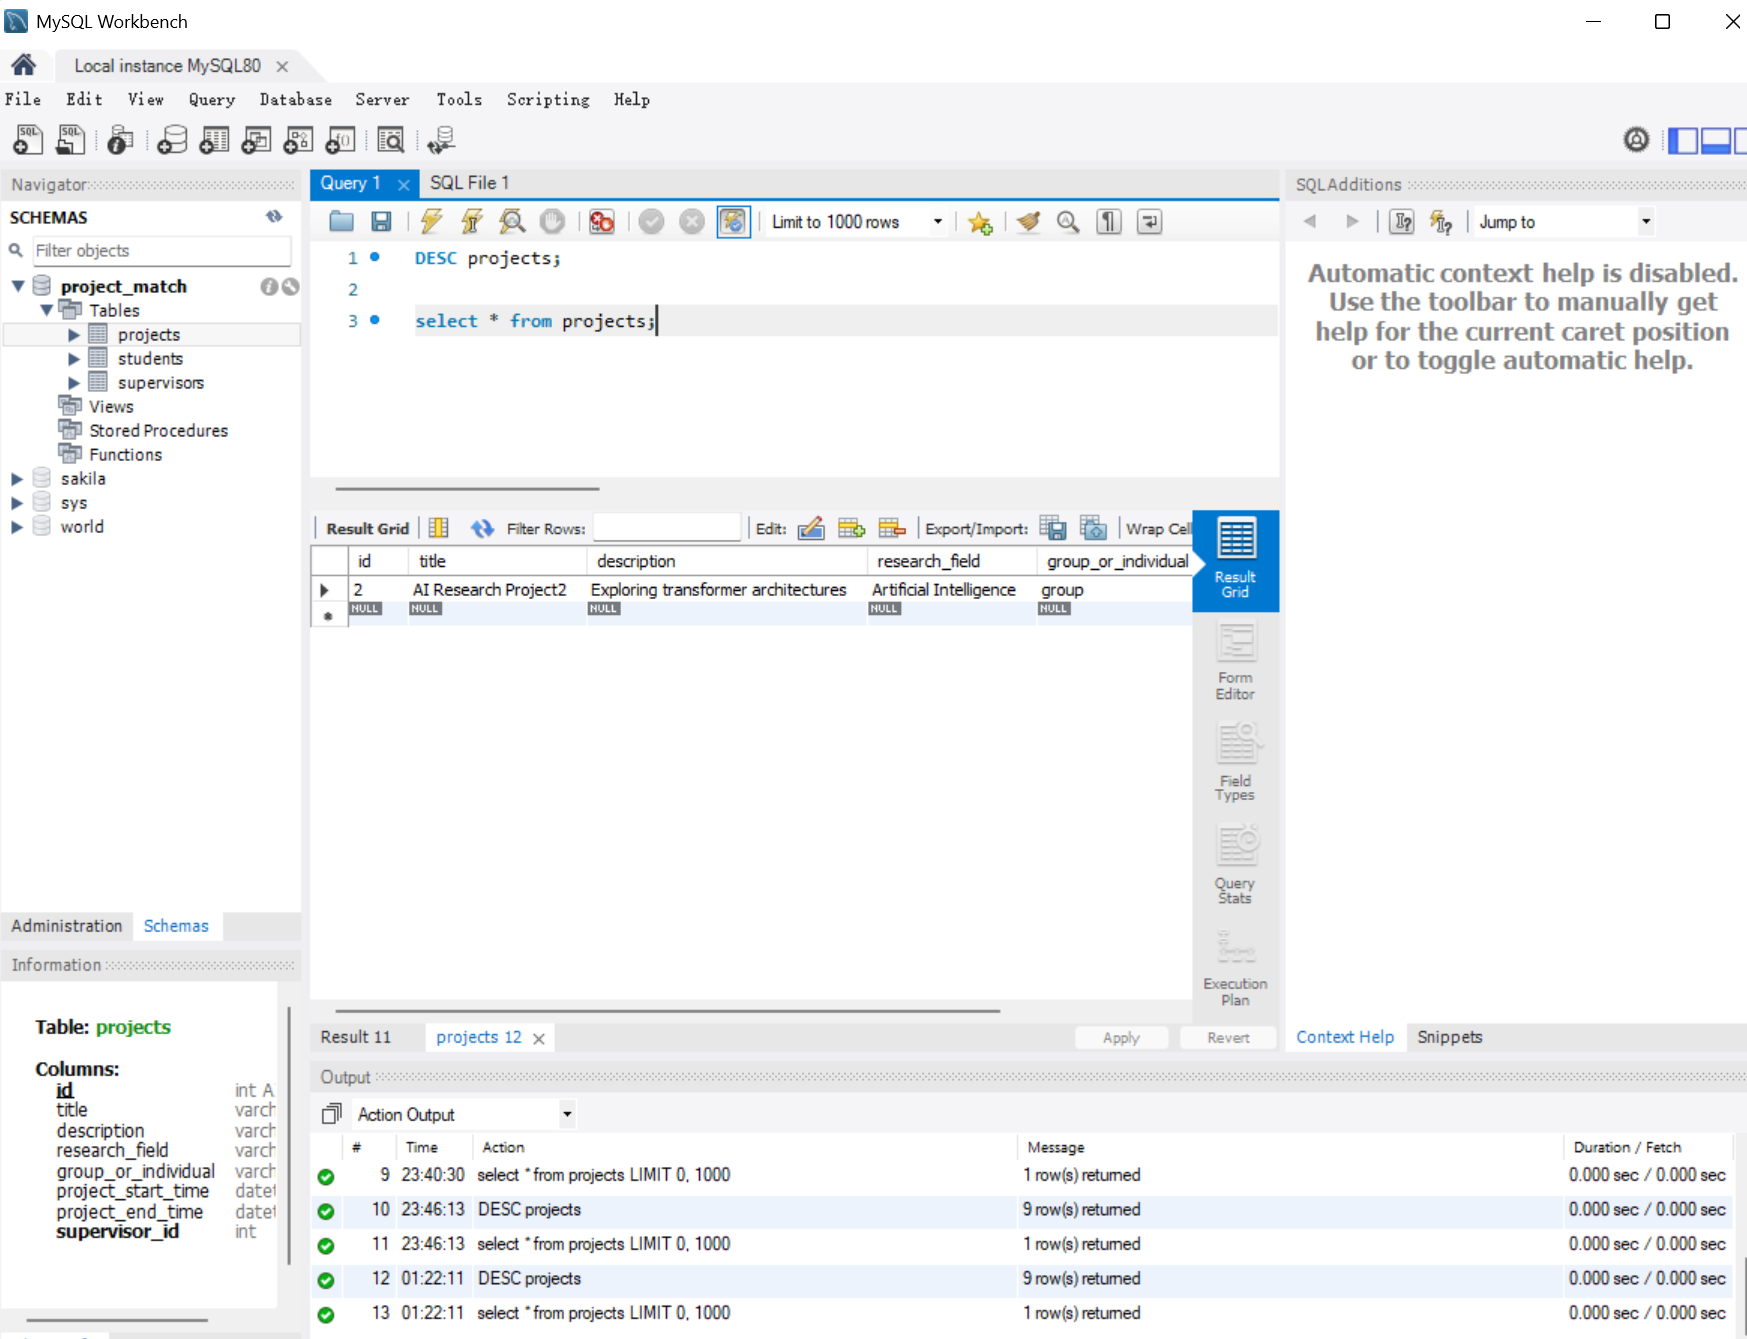 MySQL Workbench
Local instance MySQL80
File Edit View Query Database Server Tools Scripting Help
Navigator
SCHEMAS
Filter objects
project_match
Tables
projects
students
supervisors
Views
Stored Procedures
Functions
sakila
sys
world
Administration Schemas
Information
Table: projects
Columns:
id int A
title varch
description varch
research_field varch
group_or_individual varch
project_start_time datet
project_end_time datet
supervisor_id int
Query 1 SQL File 1
Limit to 1000 rows
1 DESC projects;
2
3 select * from projects;
Result Grid Filter Rows: Edit: Export/Import: Wrap Cell
id title description research_field group_or_individual
2 AI Research Project2 Exploring transformer architectures Artificial Intelligence group
NULL NULL NULL NULL NULL
Result Grid
Form Editor
Field Types
Query Stats
Execution Plan
Result 11 projects 12 Apply Revert
SQLAdditions
Jump to
Automatic context help is disabled.
Use the toolbar to manually get
help for the current caret position
or to toggle automatic help.
Context Help Snippets
Output
Action Output
# Time Action Message Duration / Fetch
9 23:40:30 select * from projects LIMIT 0, 1000 1 row(s) returned 0.000 sec / 0.000 sec
10 23:46:13 DESC projects 9 row(s) returned 0.000 sec / 0.000 sec
11 23:46:13 select * from projects LIMIT 0, 1000 1 row(s) returned 0.000 sec / 0.000 sec
12 01:22:11 DESC projects 9 row(s) returned 0.000 sec / 0.000 sec
13 01:22:11 select * from projects LIMIT 0, 1000 1 row(s) returned 0.000 sec / 0.000 sec